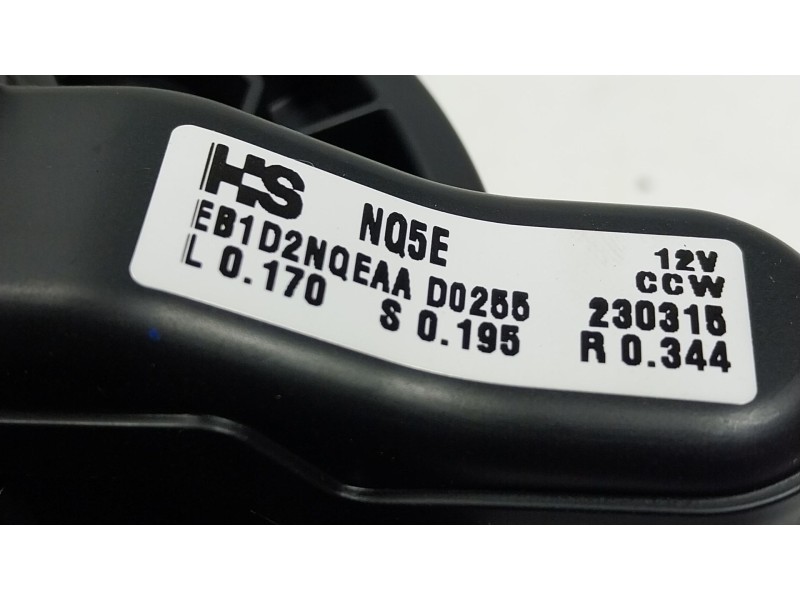 HS NQ5E 12V
EB1D2NQEAA D0255 CCW
L 0.170 S 0.195 230315
R 0.344